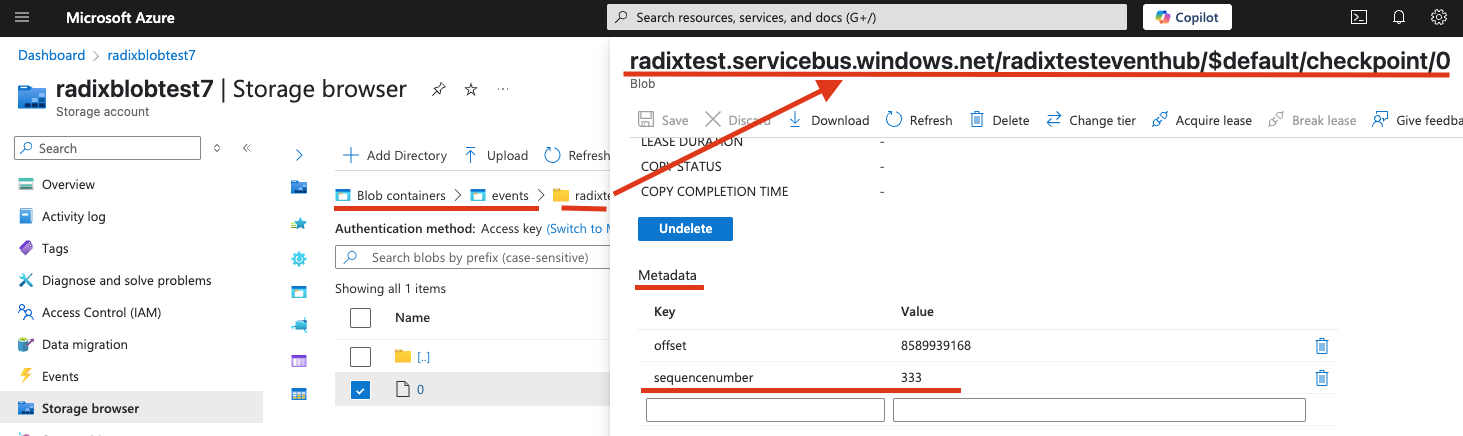 Microsoft Azure
Search resources, services, and docs (G+/)
Copilot
Dashboard > radixblobtest7
radixblobtest7 | Storage browser
Storage account
Search
Overview
Activity log
Tags
Diagnose and solve problems
Access Control (IAM)
Data migration
Events
Storage browser
Add Directory
Upload
Refresh
Blob containers > events > radixte
Authentication method: Access key (Switch to M
Search blobs by prefix (case-sensitive)
Showing all 1 items
Name
[..]
0
radixtest.servicebus.windows.net/radixtesteventhub/$default/checkpoint/0
Blob
Save
Discard
Download
Refresh
Delete
Change tier
Acquire lease
Break lease
Give feedba
LEASE DURATION -
COPY STATUS -
COPY COMPLETION TIME -
Undelete
Metadata
Key Value
offset 8589939168
sequencenumber 333